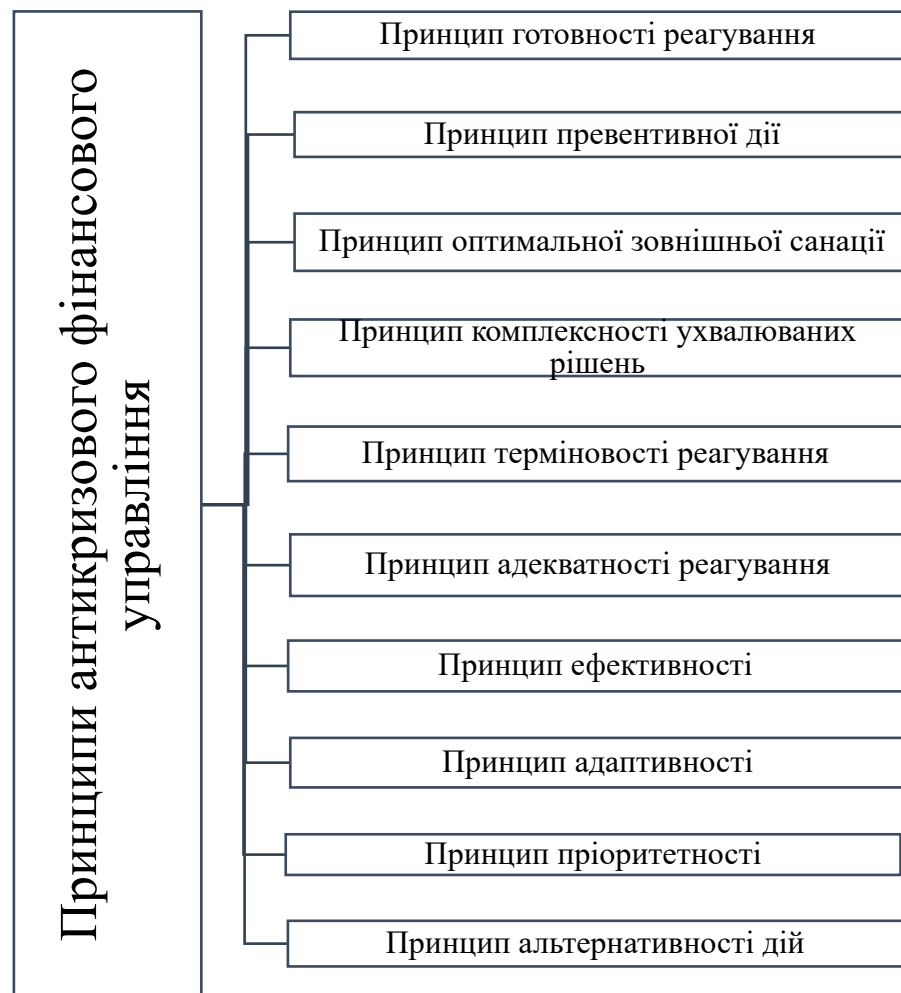 Принципи антикризового фінансового
управління
Принцип готовності реагування
Принцип превентивної дії
Принцип оптимальної зовнішньої санації
Принцип комплексності ухвалюваних
рішень
Принцип терміновості реагування
Принцип адекватності реагування
Принцип ефективності
Принцип адаптивності
Принцип пріоритетності
Принцип альтернативності дій